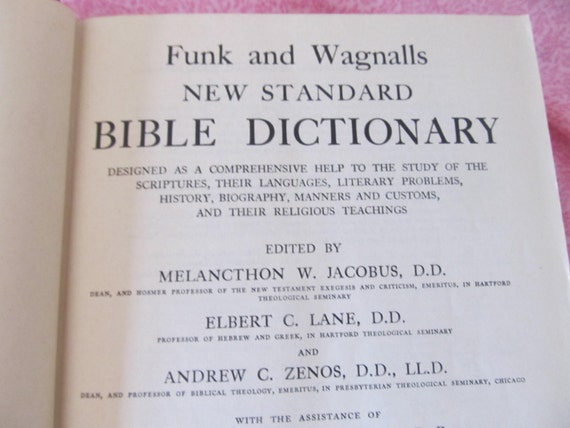 Funk and Wagnalls
NEW STANDARD
BIBLE DICTIONARY
DESIGNED AS A COMPREHENSIVE HELP TO THE STUDY OF THE
SCRIPTURES, THEIR LANGUAGES, LITERARY PROBLEMS,
HISTORY, BIOGRAPHY, MANNERS AND CUSTOMS,
AND THEIR RELIGIOUS TEACHINGS
EDITED BY
MELANCTHON W. JACOBUS, D.D.
DEAN, AND HOSMER PROFESSOR OF THE NEW TESTAMENT EXEGESIS AND CRITICISM, EMERITUS, IN HARTFORD
THEOLOGICAL SEMINARY
ELBERT C. LANE, D.D.
PROFESSOR OF HEBREW AND GREEK, IN HARTFORD THEOLOGICAL SEMINARY
AND
ANDREW C. ZENOS, D.D., LL.D.
DEAN, AND PROFESSOR OF BIBLICAL THEOLOGY, EMERITUS, IN PRESBYTERIAN THEOLOGICAL SEMINARY, CHICAGO
WITH THE ASSISTANCE OF